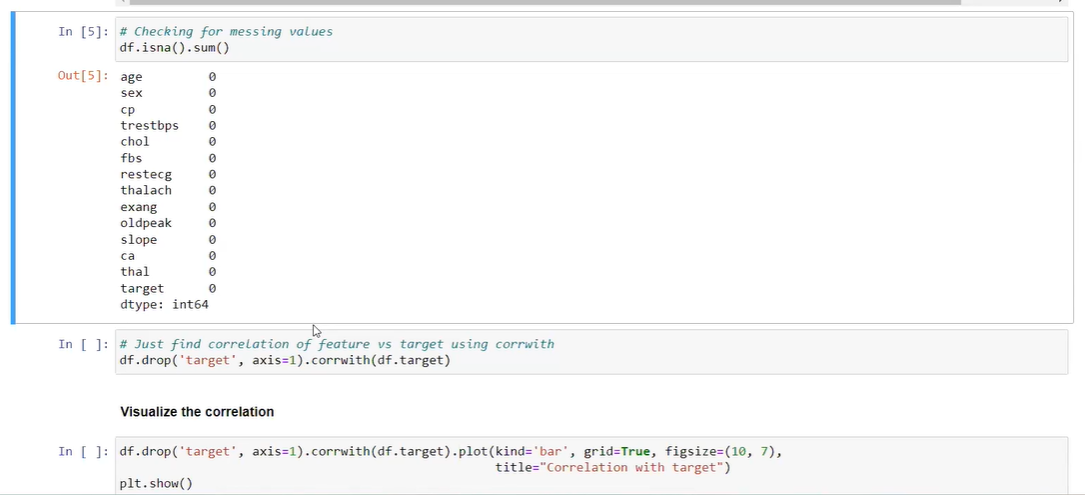 In [5]: # Checking for messing values
df.isna().sum()
Out[5]: age 0
sex 0
cp 0
trestbps 0
chol 0
fbs 0
restecg 0
thalach 0
exang 0
oldpeak 0
slope 0
ca 0
thal 0
target 0
dtype: int64
In [ ]: # Just find correlation of feature vs target using corrwith
df.drop('target', axis=1).corrwith(df.target)
Visualize the correlation
In [ ]: df.drop('target', axis=1).corrwith(df.target).plot(kind='bar', grid=True, figsize=(10, 7),
title="Correlation with target")
plt.show()